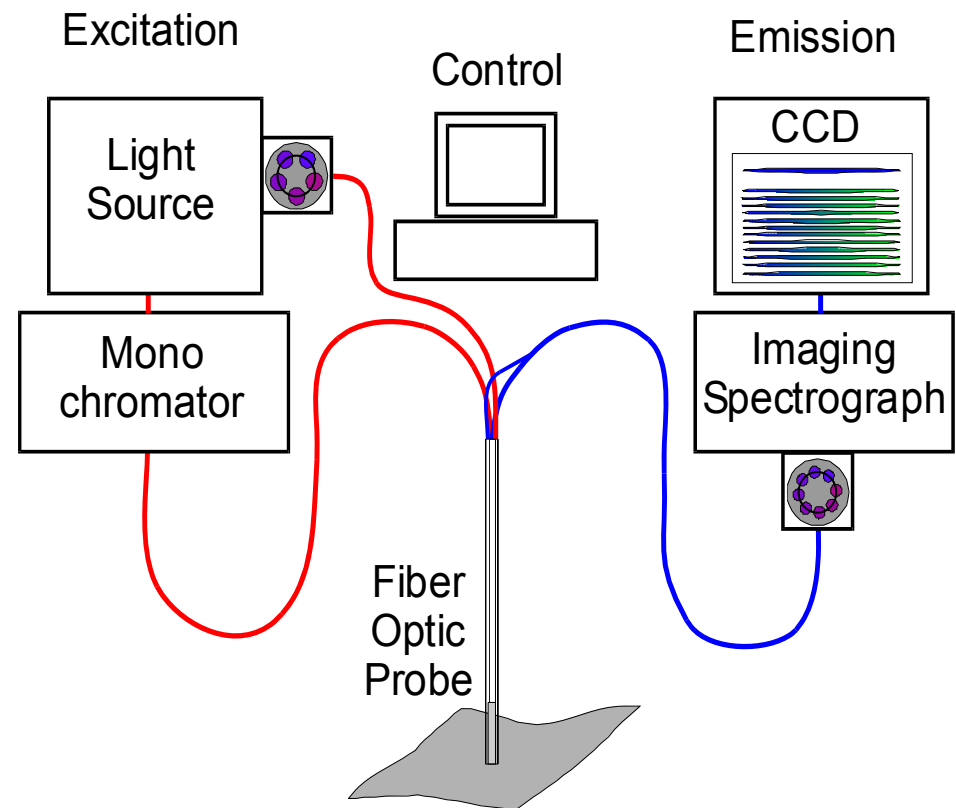 Excitation
Control
Emission
Light
Source
CCD
Mono
chromator
Imaging
Spectrograph
Fiber
Optic
Probe